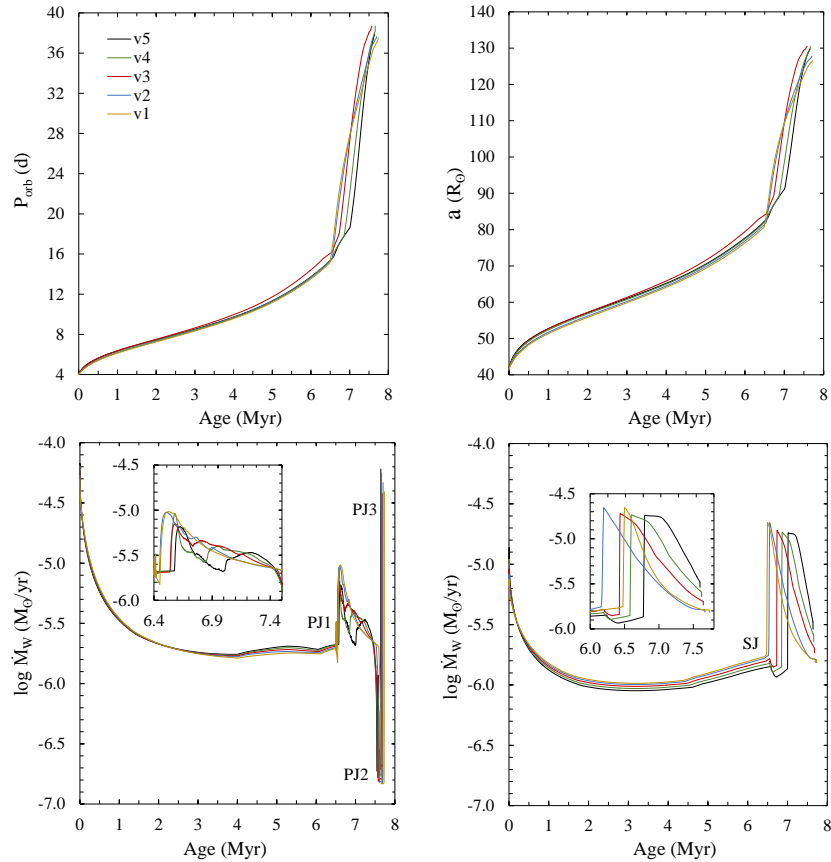 40
36
32
28
24
20
16
12
8
4
P_orb (d)
v5
v4
v3
v2
v1
0 1 2 3 4 5 6 7 8
Age (Myr)
140
130
120
110
100
90
80
70
60
50
40
a (R_⊙)
0 1 2 3 4 5 6 7 8
Age (Myr)
-4.0
-4.5
-5.0
-5.5
-6.0
-6.5
-7.0
log Ṁ_W (M_⊙/yr)
-4.5
-5.0
-5.5
-6.0
6.4 6.9 7.4
PJ3
PJ1
PJ2
0 1 2 3 4 5 6 7 8
Age (Myr)
-4.0
-4.5
-5.0
-5.5
-6.0
-6.5
-7.0
log Ṁ_W (M_⊙/yr)
-4.5
-4.8
-5.0
-5.3
-5.5
-5.8
-6.0
6.0 6.5 7.0 7.5
SJ
0 1 2 3 4 5 6 7 8
Age (Myr)